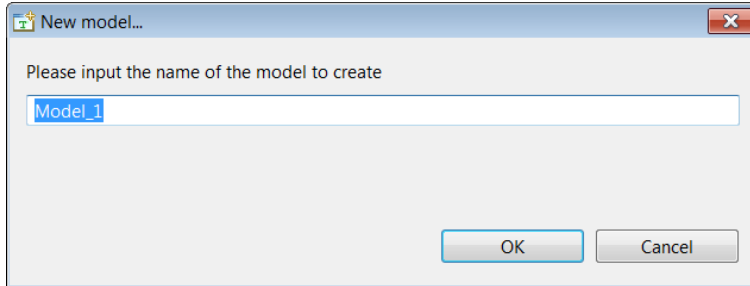 New model...
Please input the name of the model to create
Model_1
OK Cancel